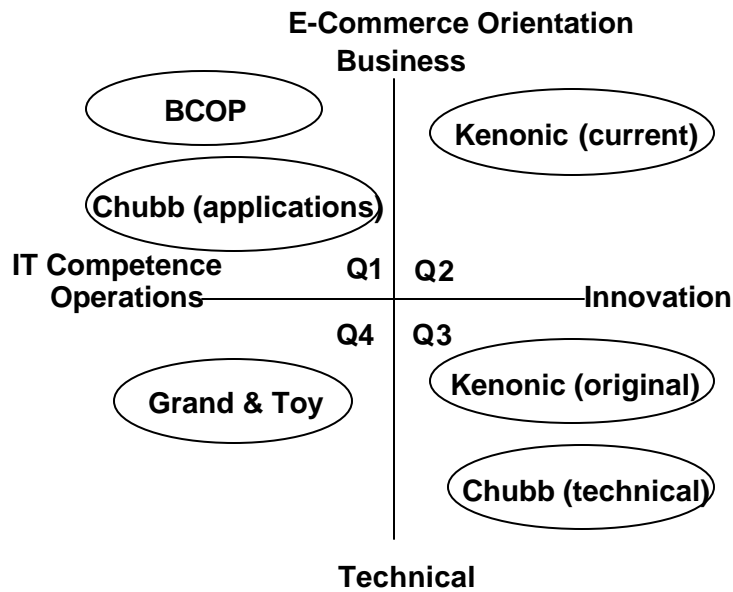 E-Commerce Orientation
Business
BCOP
Kenonic (current)
Chubb (applications)
IT Competence
Operations
Q1
Q2
Innovation
Q4
Q3
Kenonic (original)
Grand & Toy
Chubb (technical)
Technical